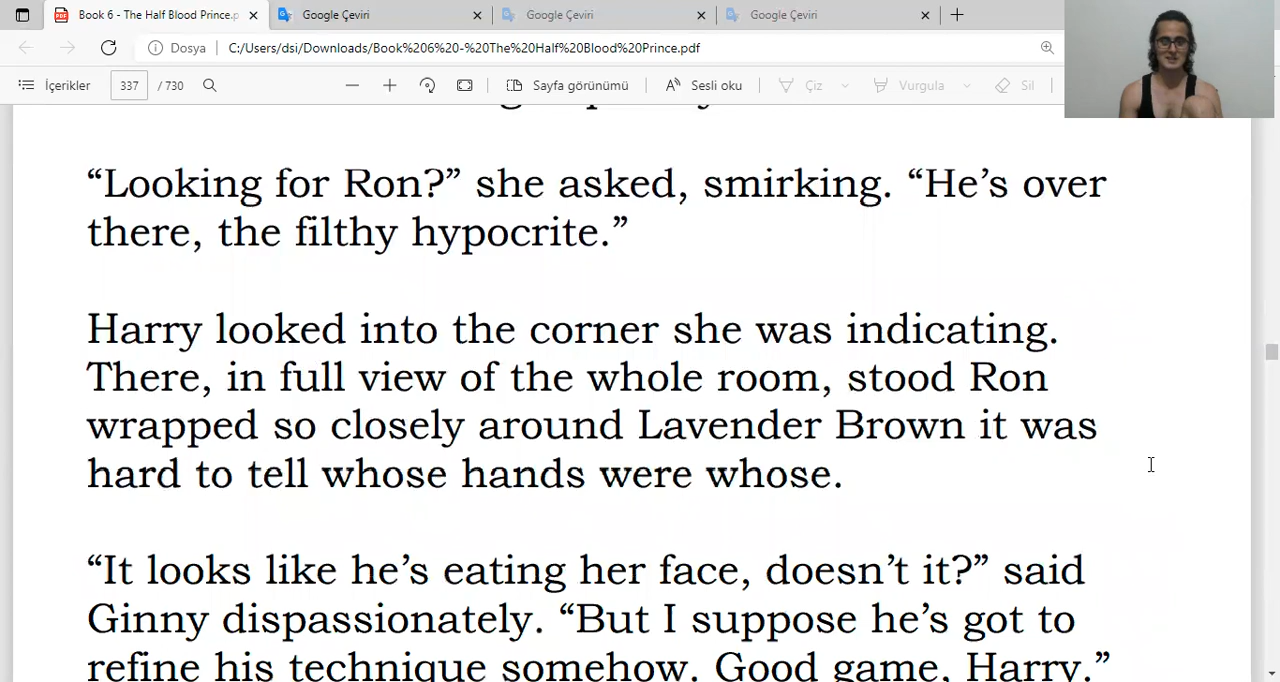 Book 6 - The Half Blood Prince.p
Google Çeviri
Google Çeviri
Google Çeviri
Dosya
C:/Users/dsi/Downloads/Book%206%20-%20The%20Half%20Blood%20Prince.pdf
İçerikler
337 / 730
Sayfa görünümü
Sesli oku
Çiz
Vurgula
Sil
“Looking for Ron?” she asked, smirking. “He’s over
there, the filthy hypocrite.”
Harry looked into the corner she was indicating.
There, in full view of the whole room, stood Ron
wrapped so closely around Lavender Brown it was
hard to tell whose hands were whose.
“It looks like he’s eating her face, doesn’t it?” said
Ginny dispassionately. “But I suppose he’s got to
refine his technique somehow. Good game, Harry.”